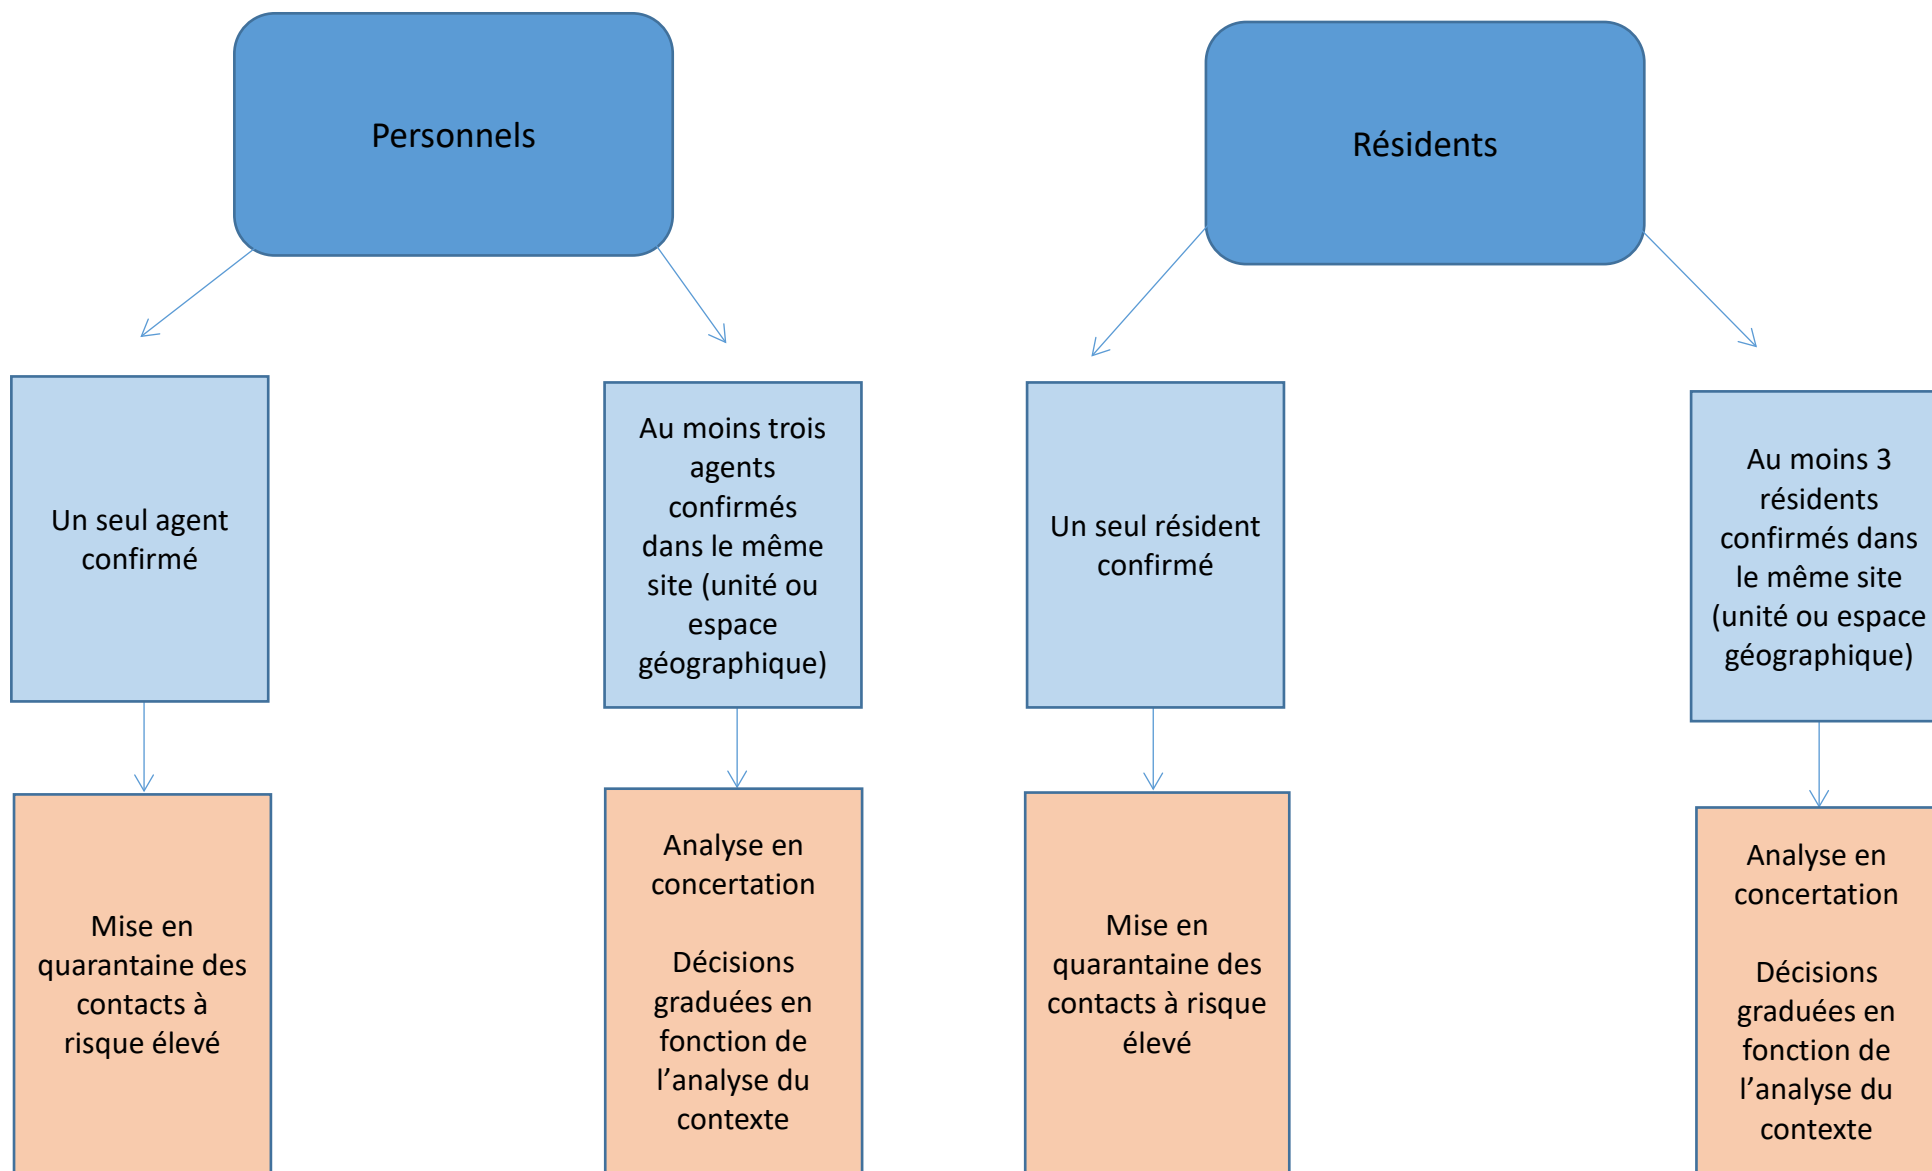 Personnels
Résidents
Un seul agent
confirmé
Au moins trois
agents
confirmés
dans le même
site (unité ou
espace
géographique)
Un seul résident
confirmé
Au moins 3
résidents
confirmés dans
le même site
(unité ou espace
géographique)
Mise en
quarantaine des
contacts à
risque élevé
Analyse en
concertation
Décisions
graduées en
fonction de
l’analyse du
contexte
Mise en
quarantaine des
contacts à risque
élevé
Analyse en
concertation
Décisions
graduées en
fonction de
l’analyse du
contexte